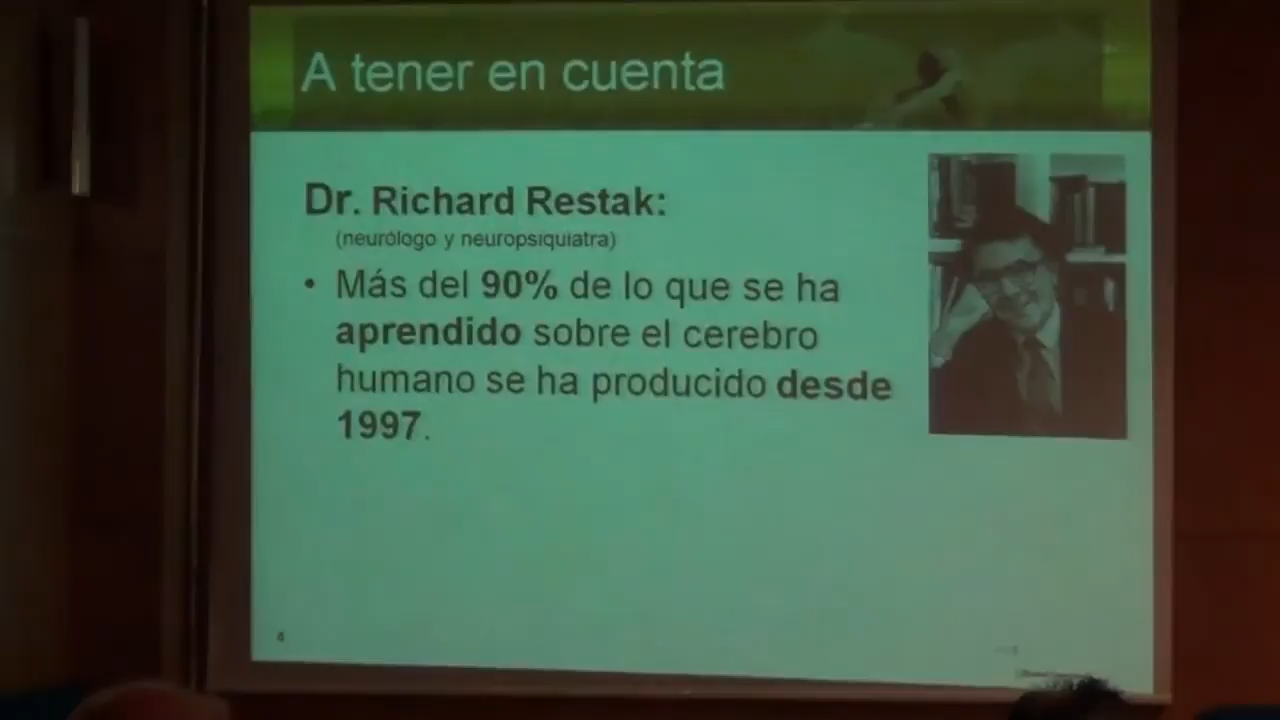 A tener en cuenta
Dr. Richard Restak:
(neurólogo y neuropsiquiatra)
• Más del 90% de lo que se ha
aprendido sobre el cerebro
humano se ha producido desde
1997.
4